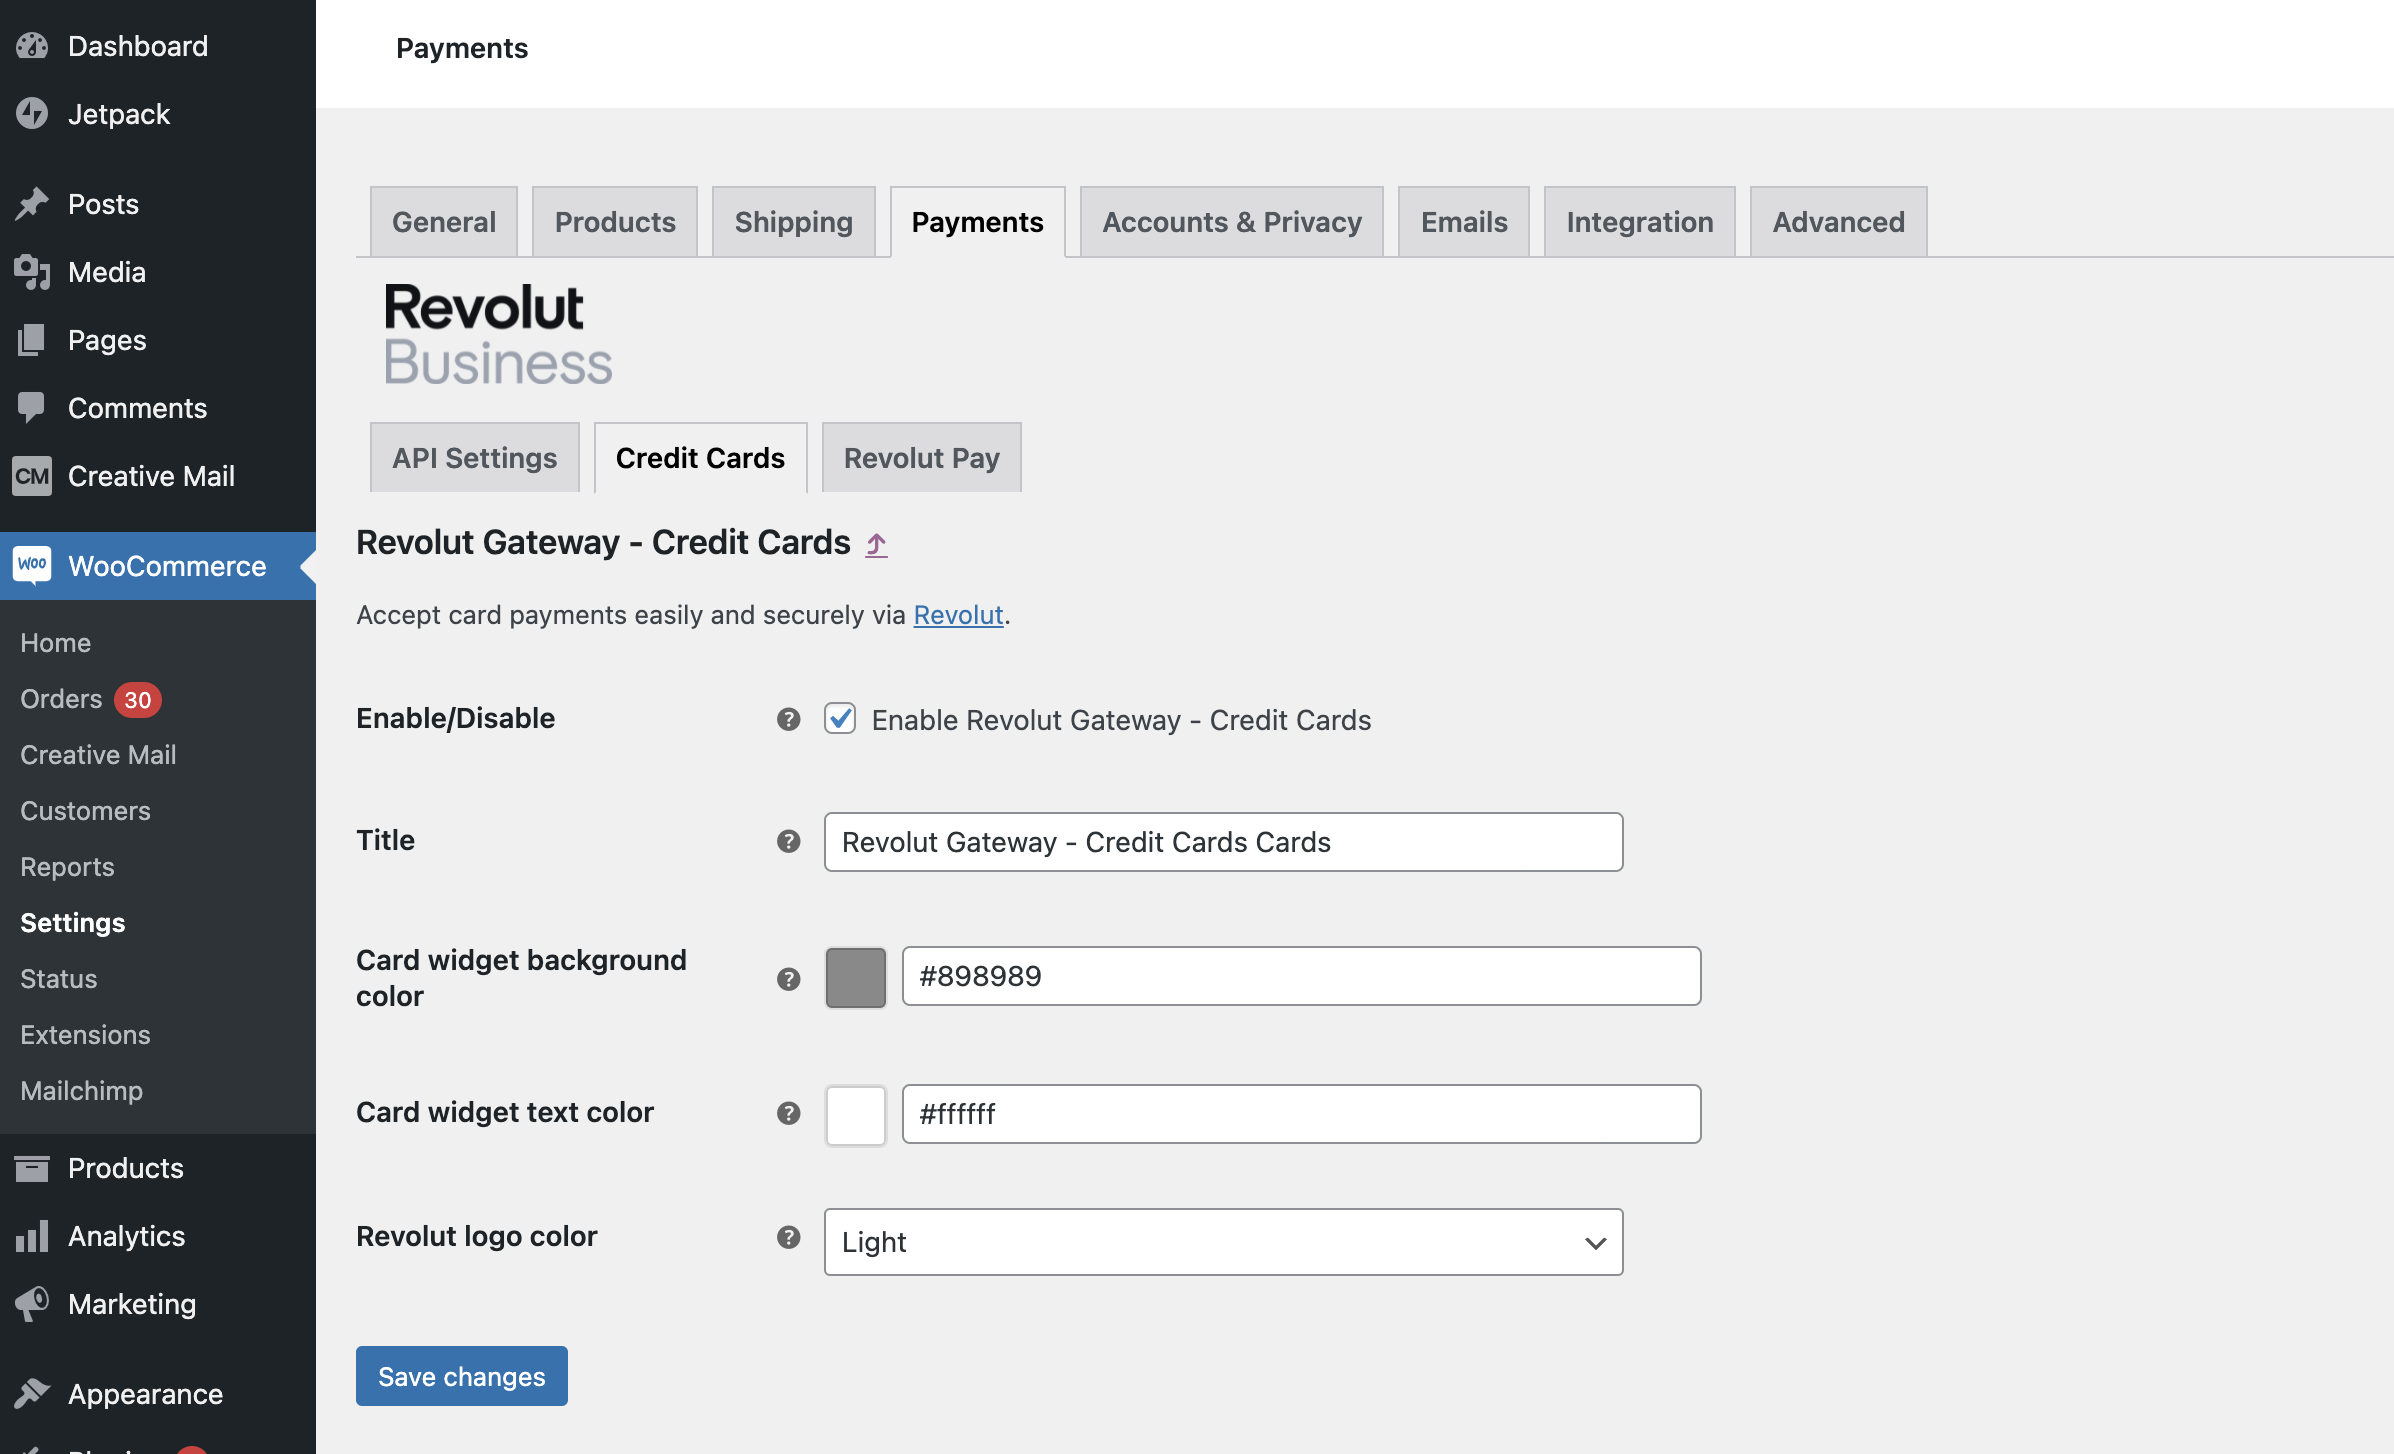 Dashboard
Jetpack
Posts
Media
Pages
Comments
CM Creative Mail
Woo WooCommerce
Home
Orders 30
Creative Mail
Customers
Reports
Settings
Status
Extensions
Mailchimp
Products
Analytics
Marketing
Appearance
Payments
General Products Shipping Payments Accounts & Privacy Emails Integration Advanced
Revolut
Business
API Settings Credit Cards Revolut Pay
Revolut Gateway - Credit Cards ⤴
Accept card payments easily and securely via Revolut.
Enable/Disable ? Enable Revolut Gateway - Credit Cards
Title ? Revolut Gateway - Credit Cards Cards
Card widget background
color ? #898989
Card widget text color ? #ffffff
Revolut logo color ? Light
Save changes